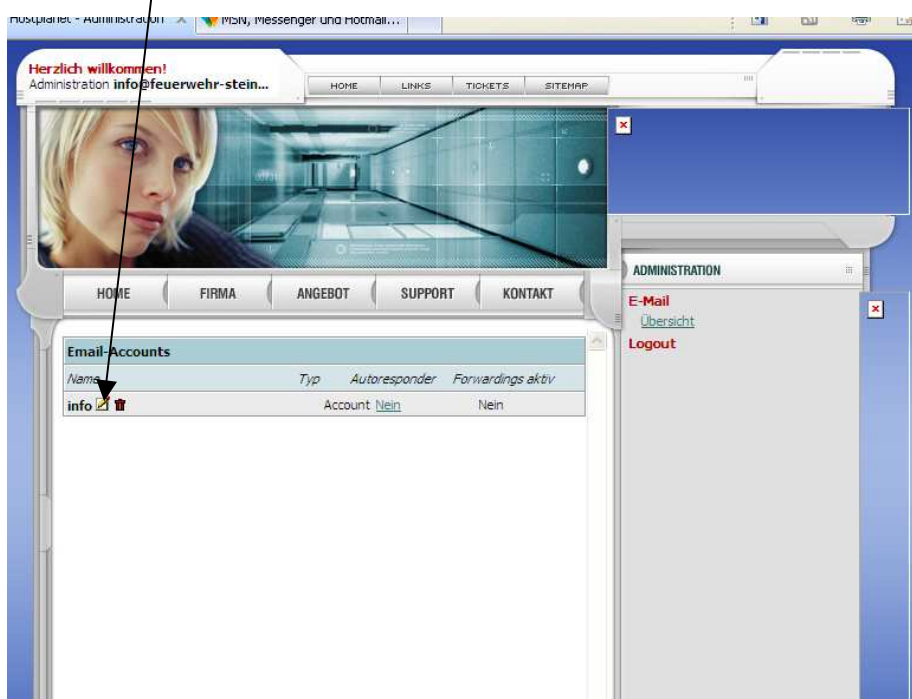 Hostplanet - Administration
MSN, Messenger und Hotmail...
Herzlich willkommen!
Administration info@feuerwehr-stein...
HOME LINKS TICKETS SITEMAP
HOME FIRMA ANGEBOT SUPPORT KONTAKT
ADMINISTRATION
E-Mail
Übersicht
Logout
Email-Accounts
Name Typ Autoresponder Forwardings aktiv
info Account Nein Nein